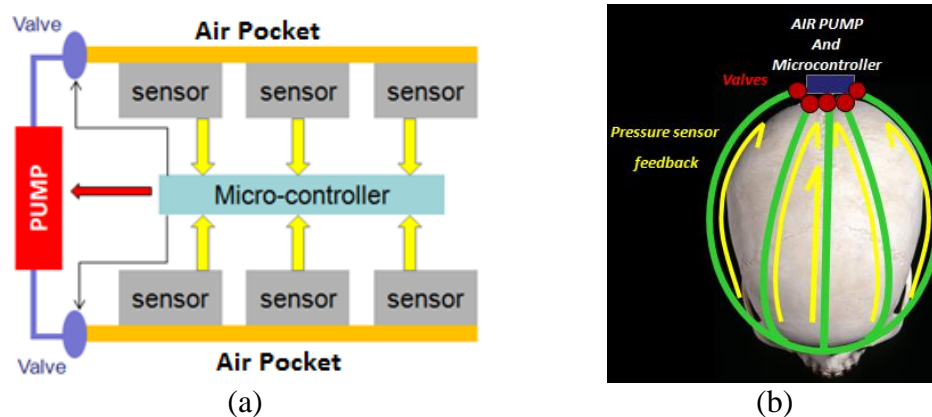 Valve
Air Pocket
sensor sensor sensor
PUMP
Micro-controller
sensor sensor sensor
Valve
Air Pocket
(a)
AIR PUMP
And
Microcontroller
Valves
Pressure sensor
feedback
(b)